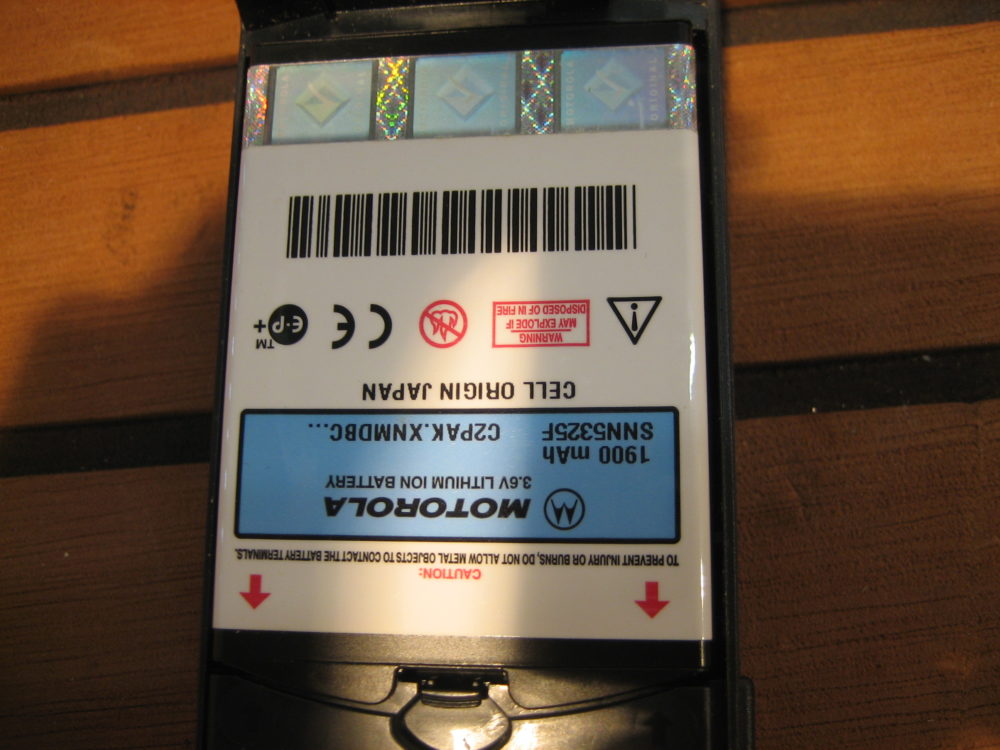 CAUTION:
TO PREVENT INJURY OR BURNS, DO NOT ALLOW METAL OBJECTS TO CONTACT THE BATTERY TERMINALS.
MOTOROLA
3.6V LITHIUM ION BATTERY
1900 mAh
SNN5325F C2PAK.XNMDBC...
CELL ORIGIN JAPAN
WARNING
MAY EXPLODE IF
DISPOSED OF IN FIRE
CE
e·p+ TM
ORIGINAL